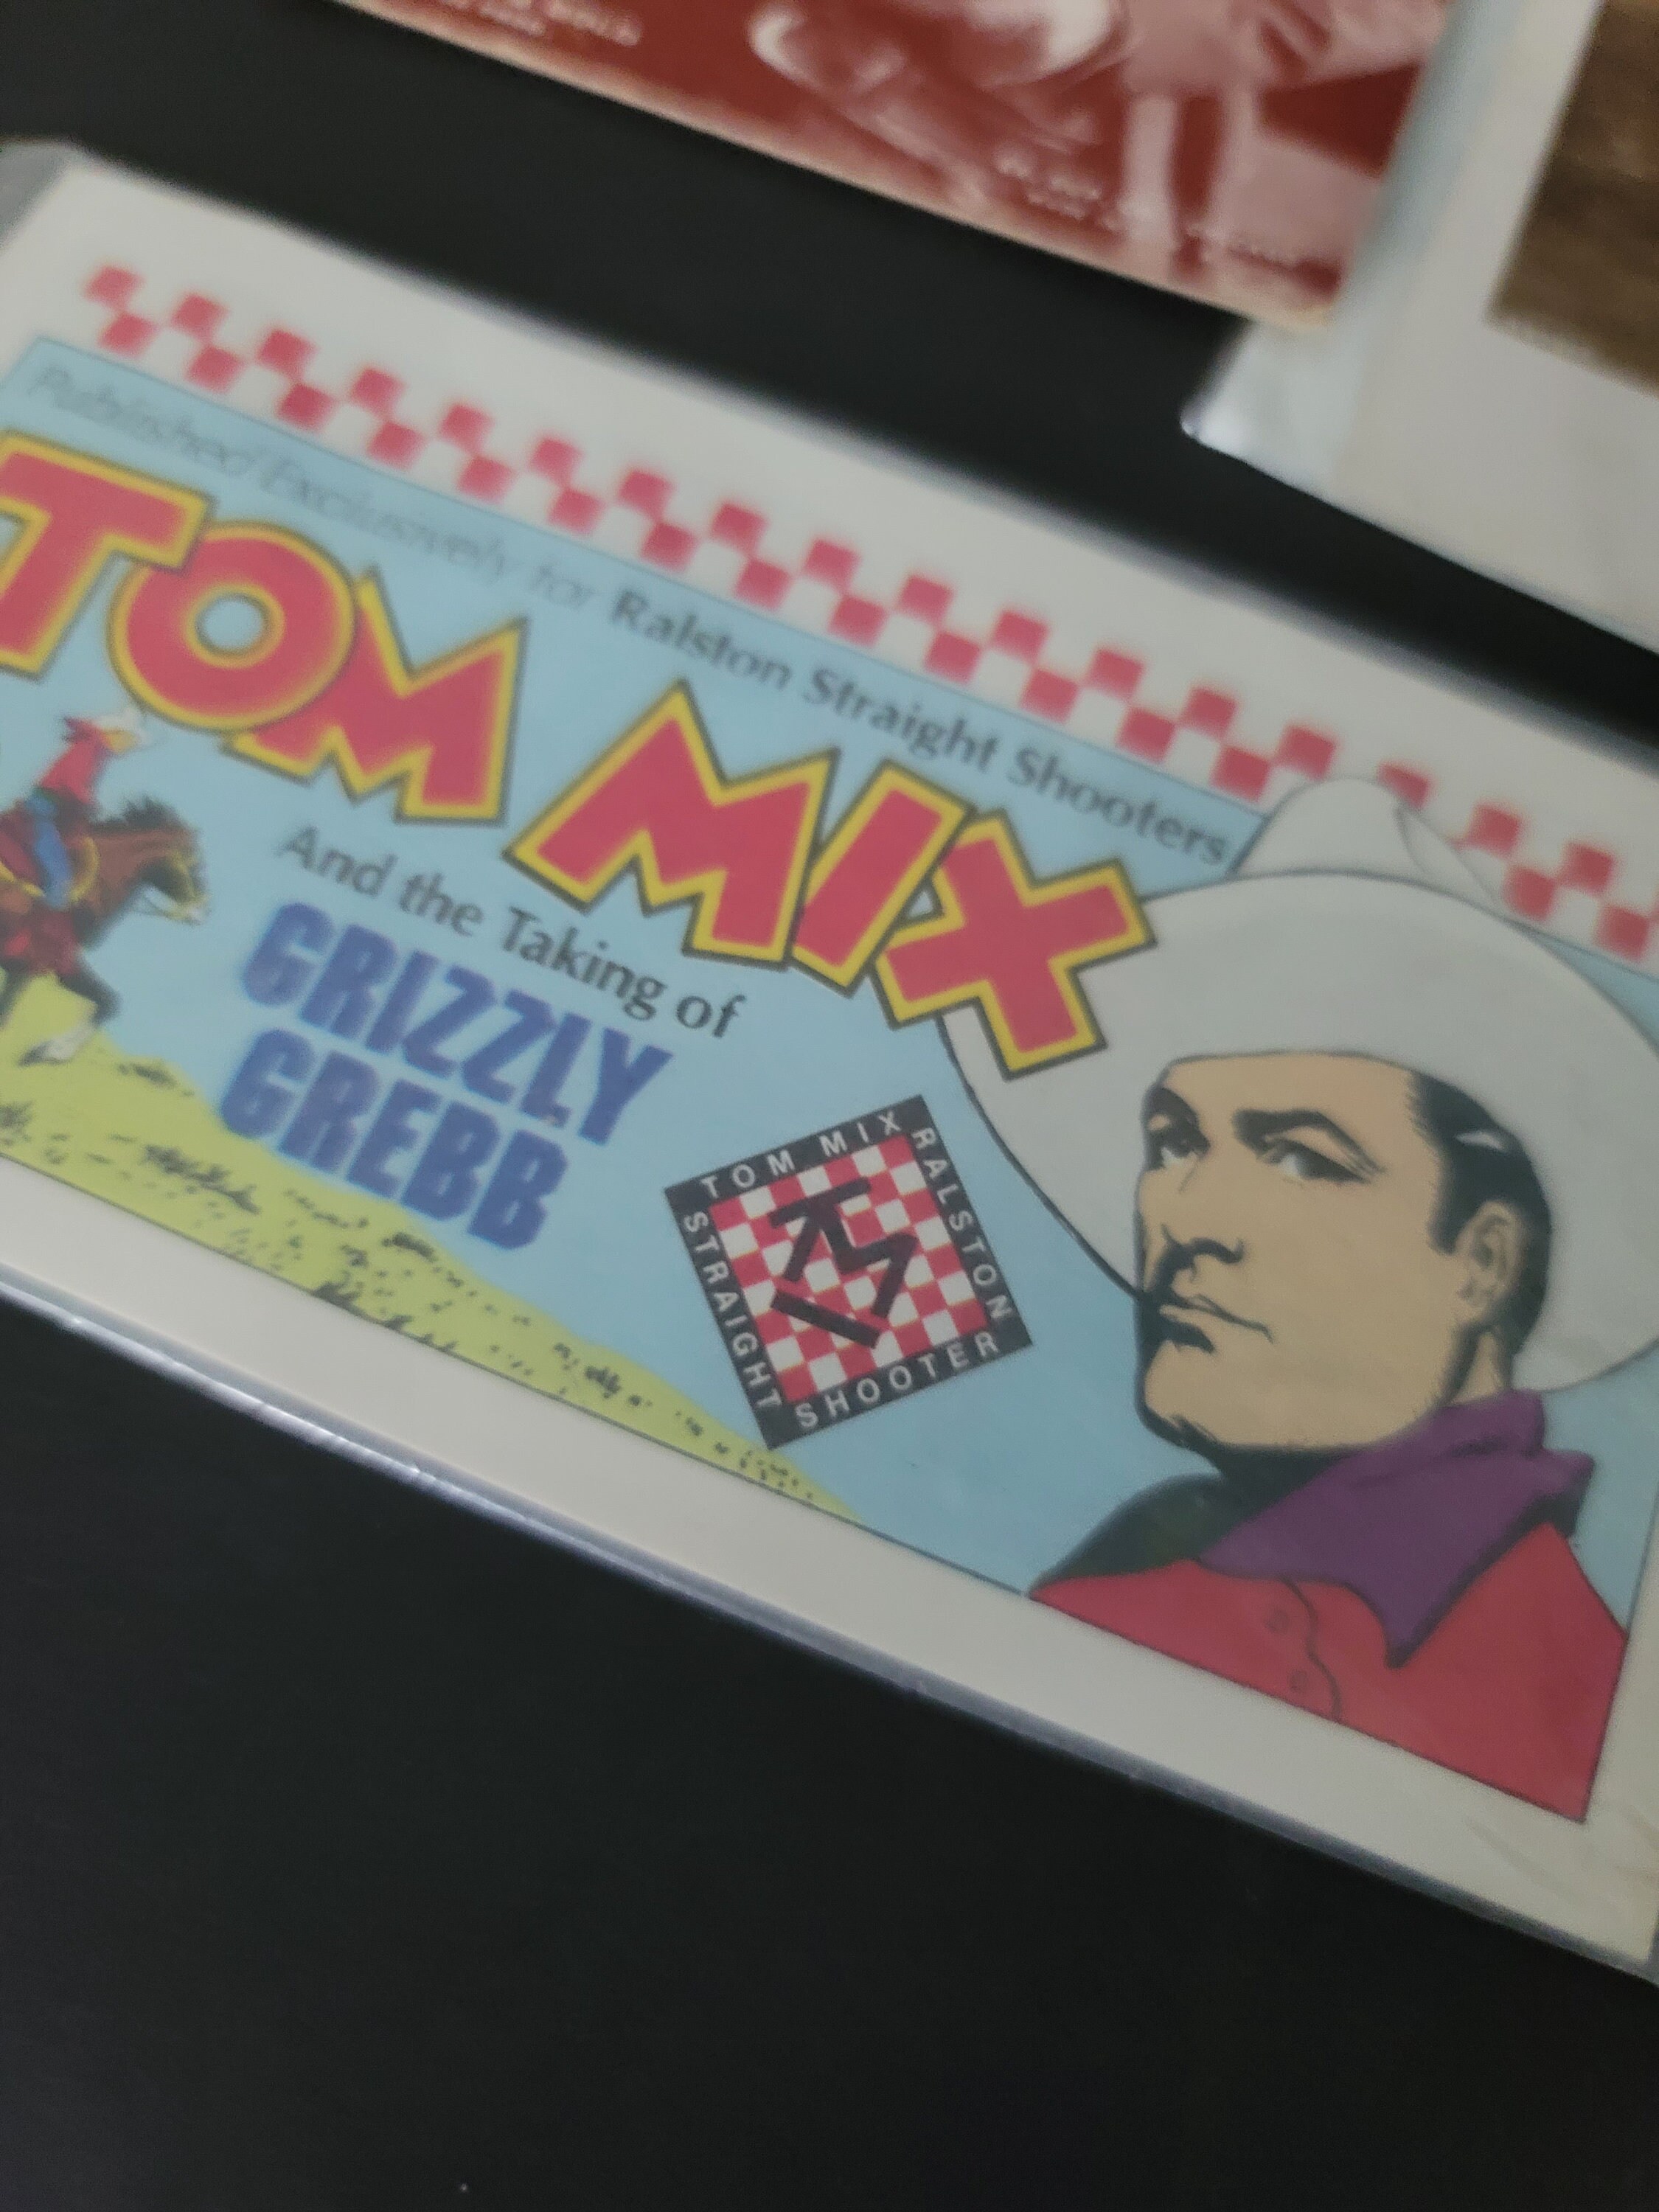 Published Exclusively for Ralston Straight Shooters
TOM MIX
And the Taking of
GRIZZLY
GREBB
TOM MIX
RALSTON
STRAIGHT
SHOOTER
TM